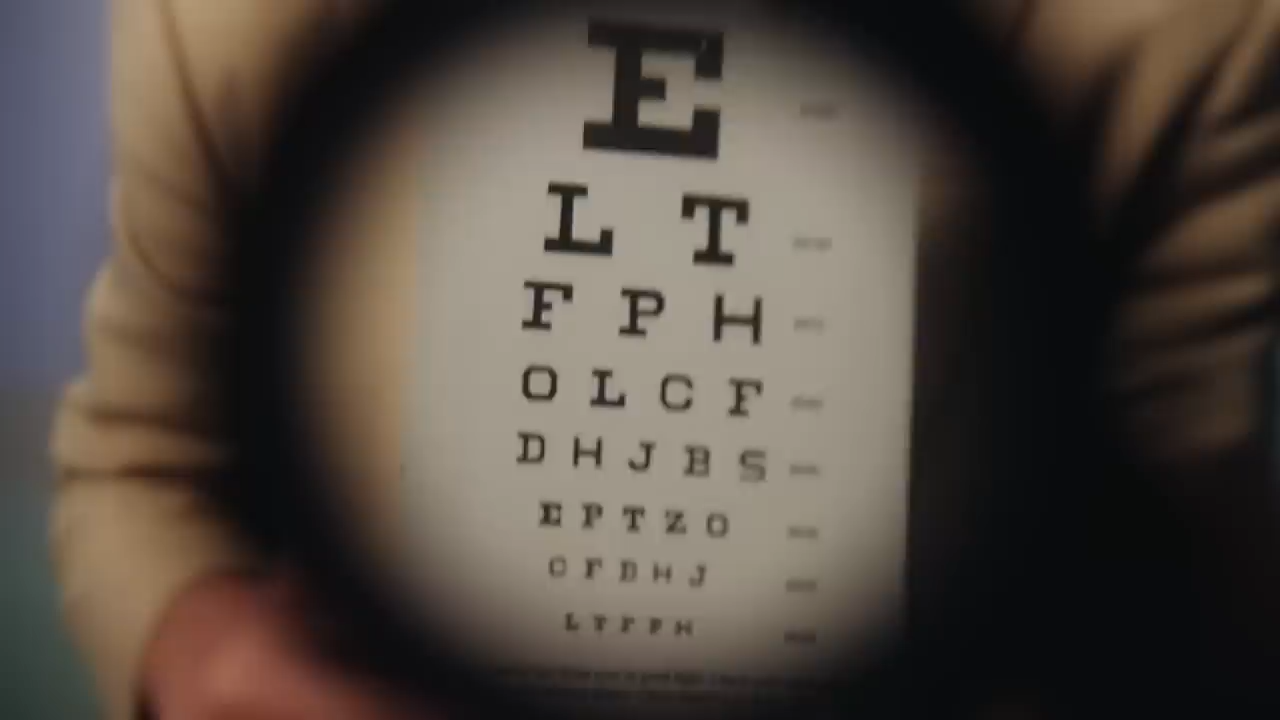 E
L T
F P H
O L C F
D H J B S
E P T Z O
C F D H J
L T F P H